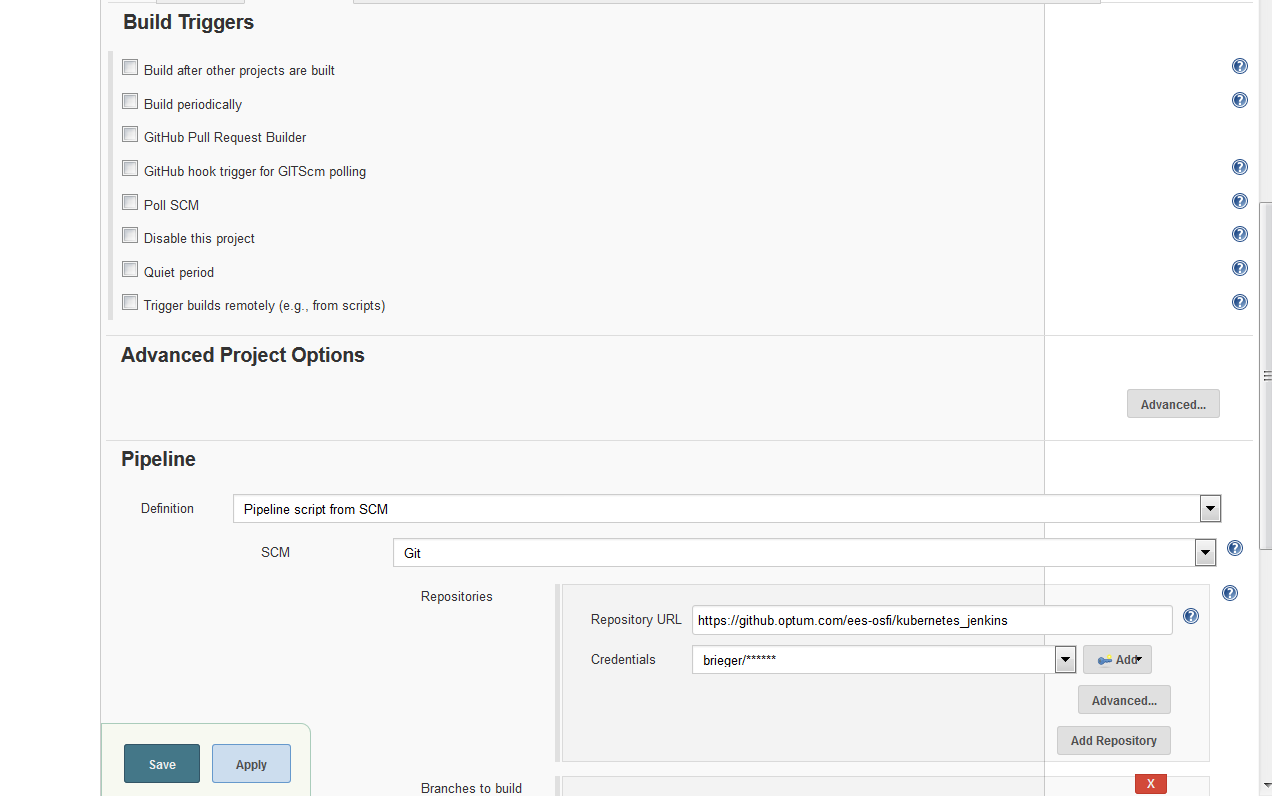 Build Triggers
Build after other projects are built
Build periodically
GitHub Pull Request Builder
GitHub hook trigger for GITScm polling
Poll SCM
Disable this project
Quiet period
Trigger builds remotely (e.g., from scripts)
Advanced Project Options
Advanced...
Pipeline
Definition Pipeline script from SCM
SCM Git
Repositories
Repository URL https://github.optum.com/ees-osfi/kubernetes_jenkins
Credentials brieger/****** Add
Advanced...
Add Repository
Save Apply
Branches to build X